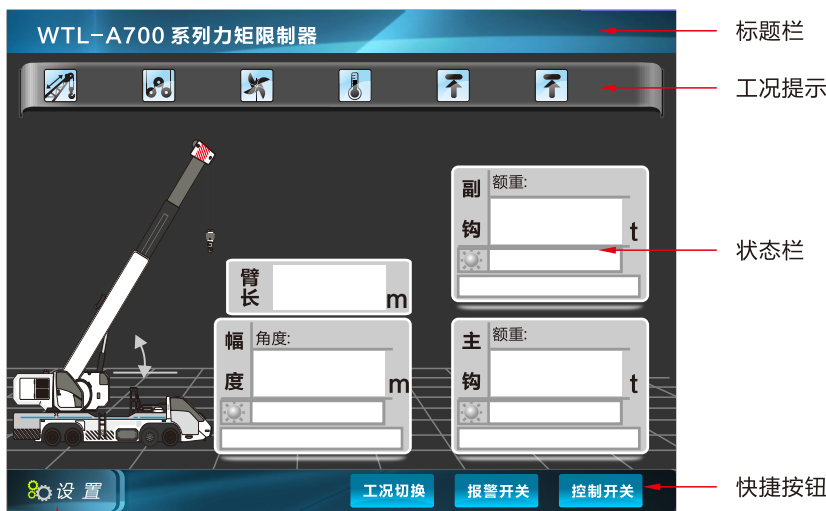 WTL-A700 系列力矩限制器
标题栏
工况提示
副钩
额重:
t
状态栏
臂长
m
幅度
角度:
m
主钩
额重:
t
设 置
工况切换
报警开关
控制开关
快捷按钮